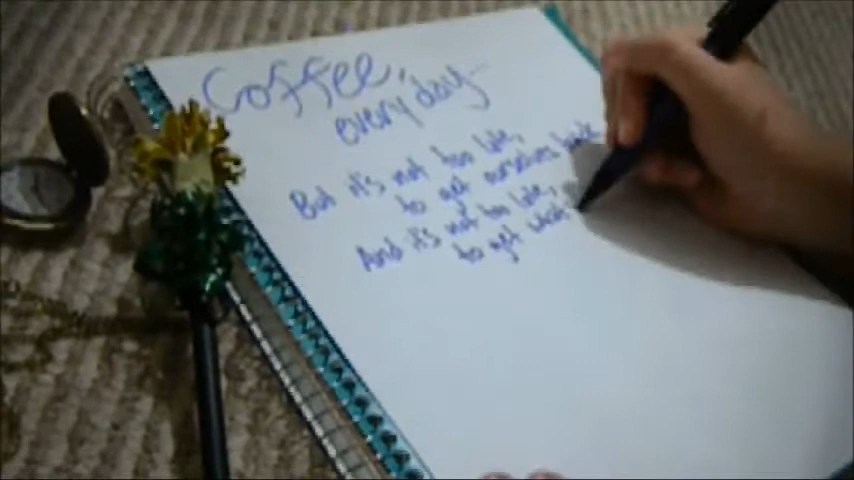 Coffee,
every day
But it's not too late,
to get ourselves back
And it's not too late,
to get what